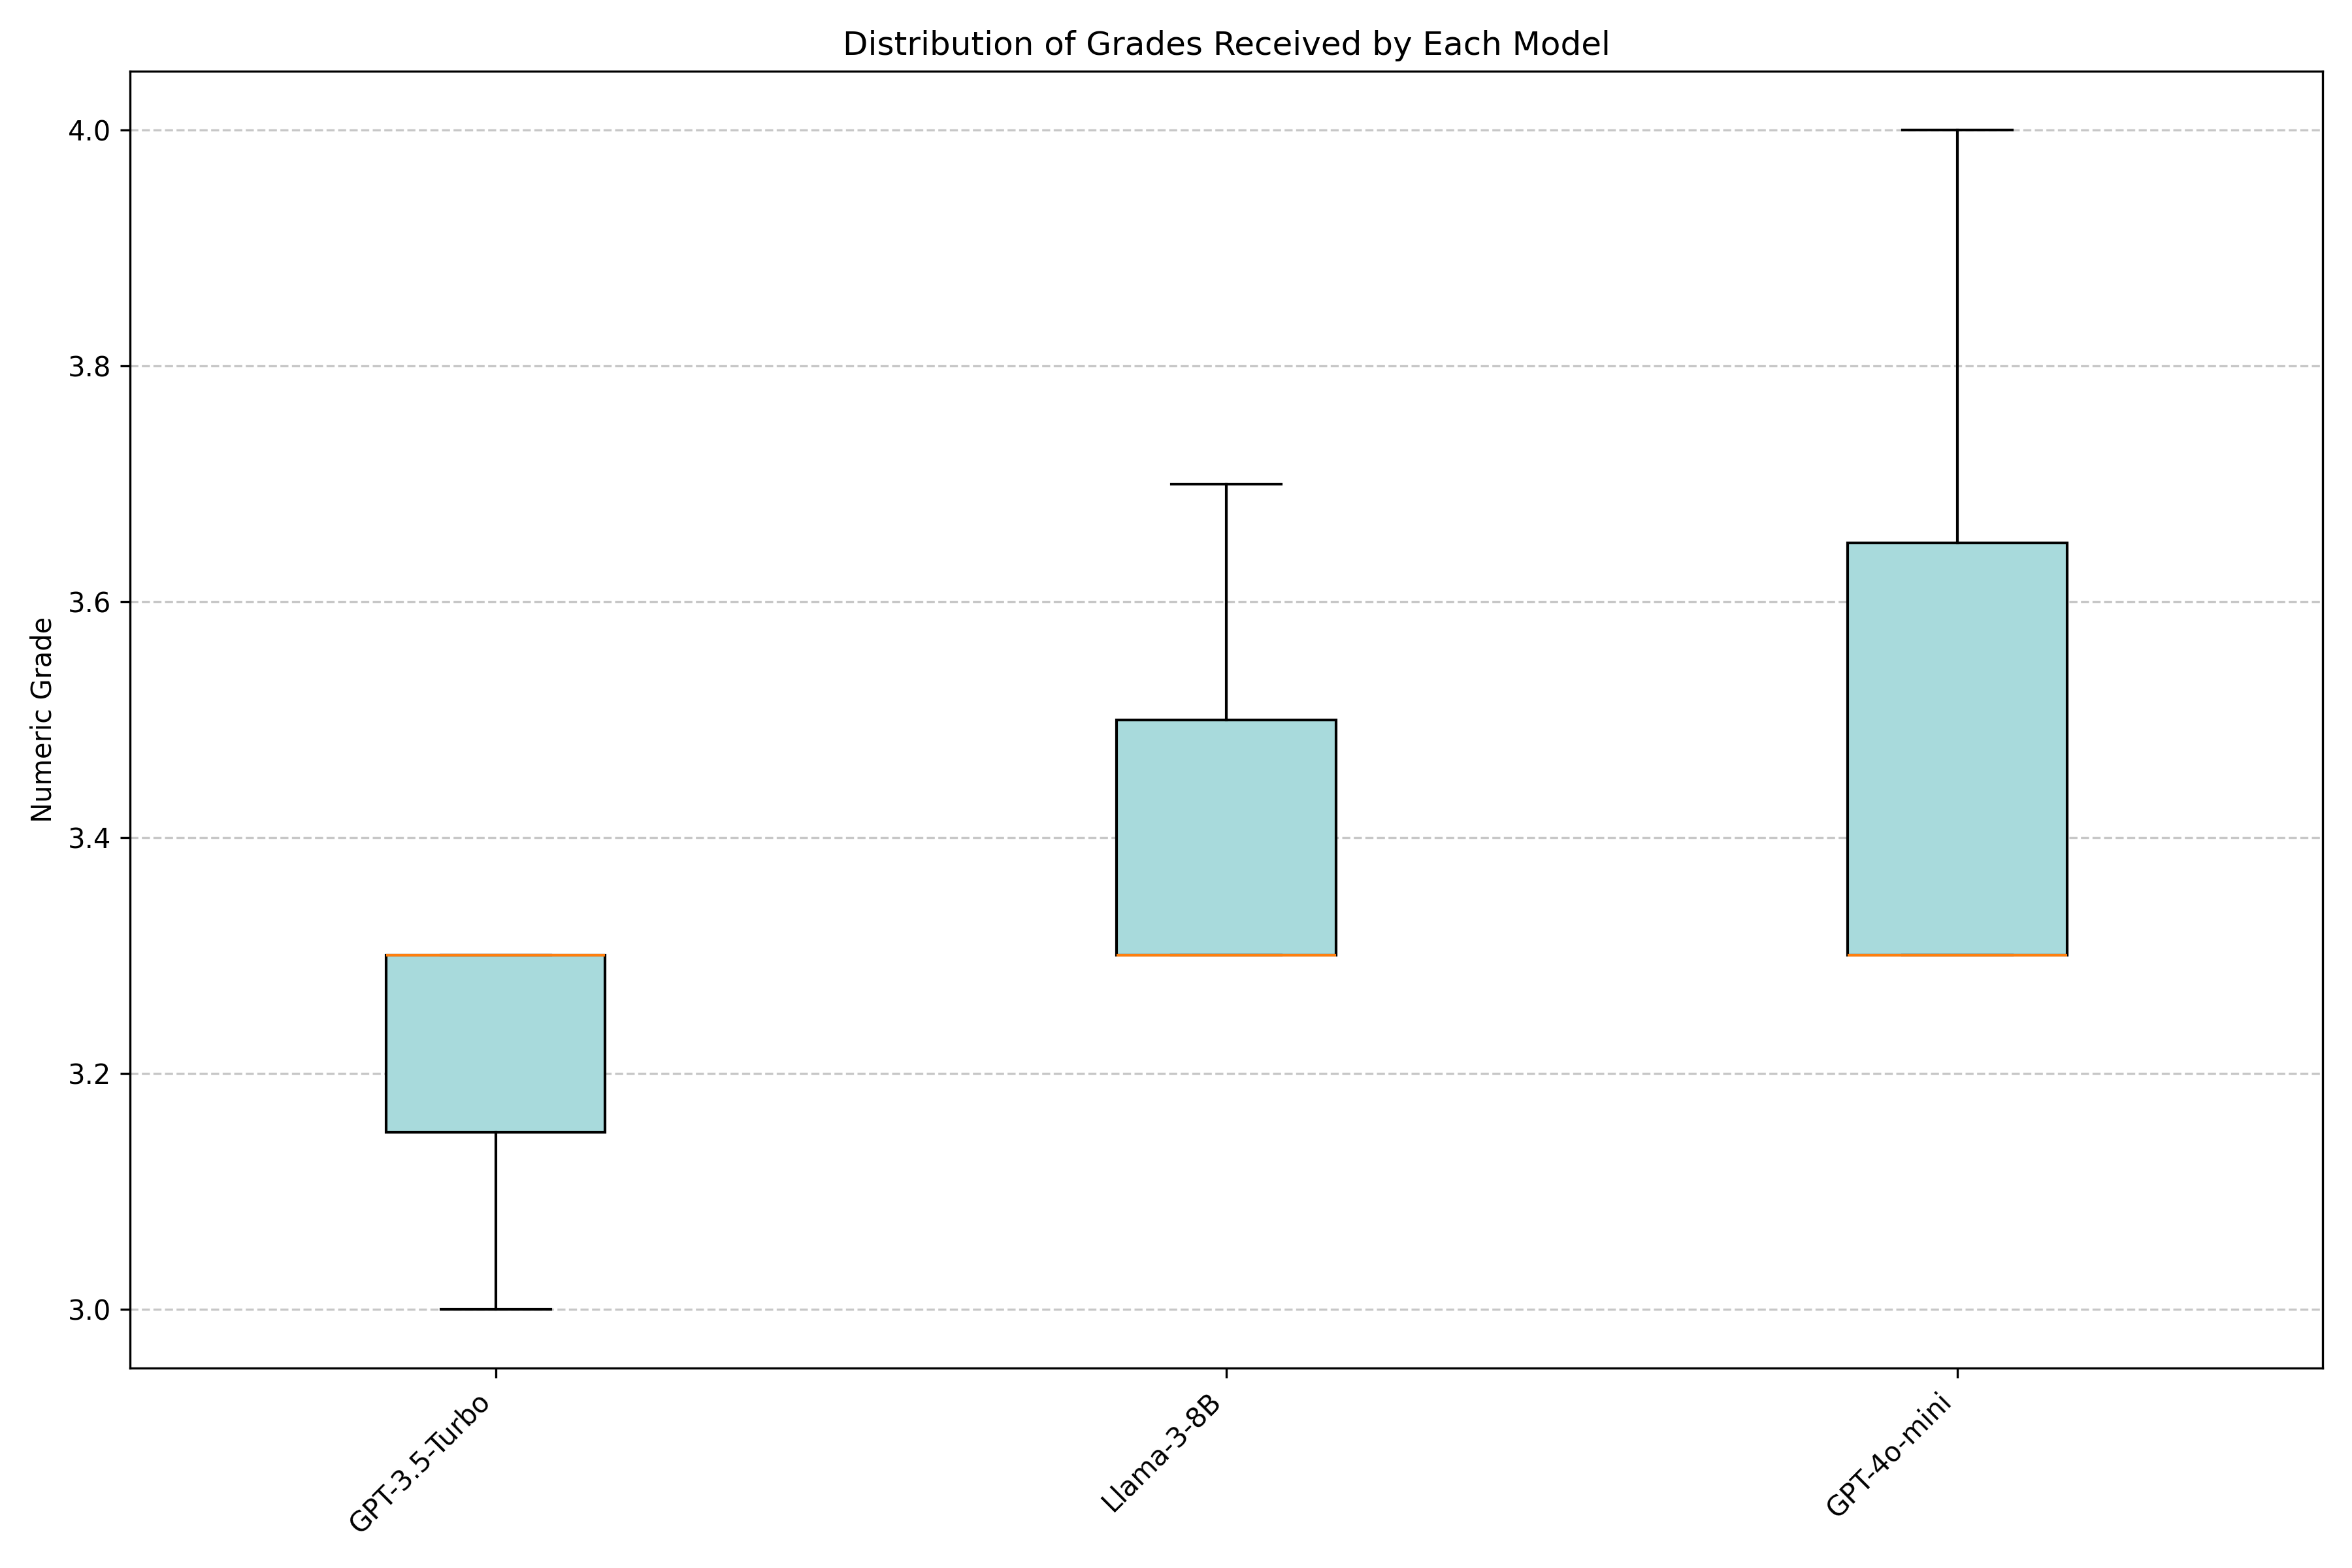 Distribution of Grades Received by Each Model
Numeric Grade
4.0
3.8
3.6
3.4
3.2
3.0
GPT-3.5-Turbo
Llama-3-8B
GPT-4o-mini